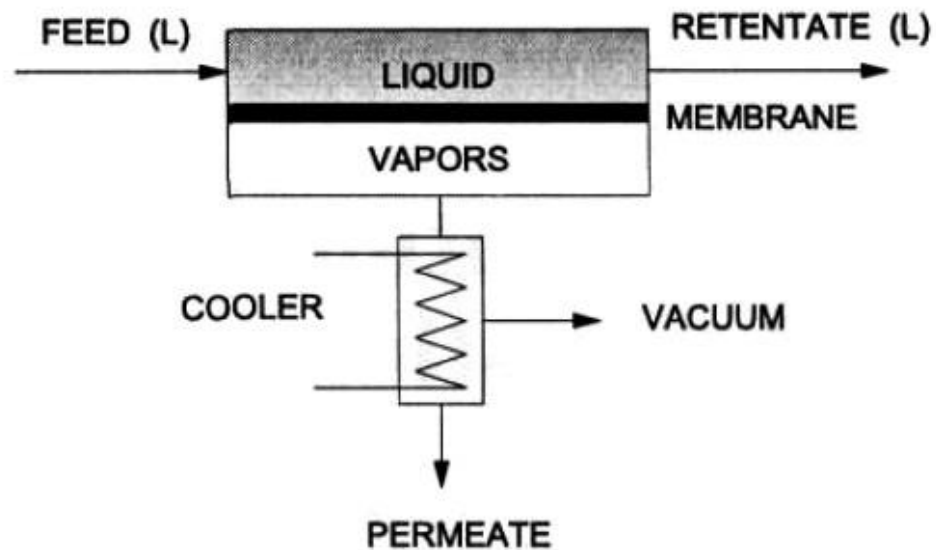 FEED (L)
RETENTATE (L)
LIQUID
MEMBRANE
VAPORS
COOLER
VACUUM
PERMEATE